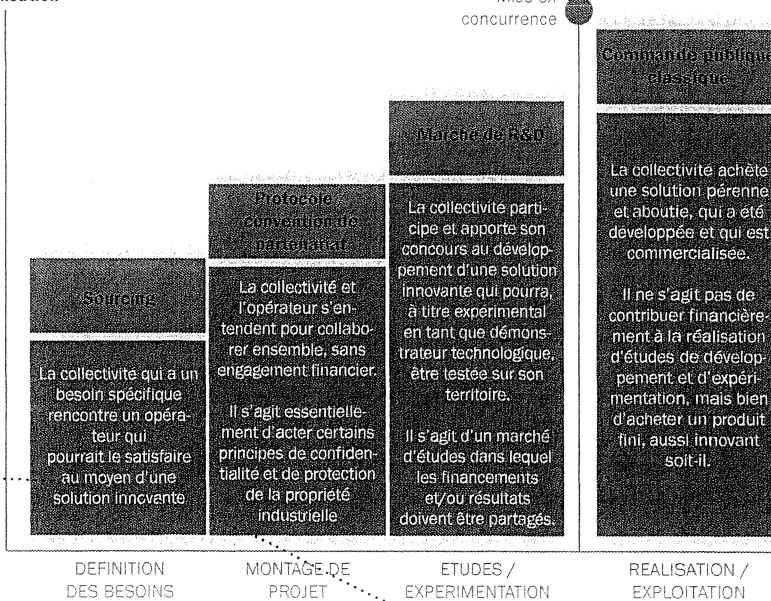 concurrence
Sourcing
La collectivité qui a un
besoin spécifique
rencontre un opéra-
teur qui
pourrait le satisfaire
au moyen d'une
solution innovante
DEFINITION
DES BESOINS
Protocole /
convention de
partenariat
La collectivité et
l'opérateur s'en-
tendent pour collabo-
rer ensemble, sans
engagement financier.
Il s'agit essentielle-
ment d'acter certains
principes de confiden-
tialité et de protection
de la propriété
industrielle
MONTAGE DE
PROJET
Marché de R&D
La collectivité parti-
cipe et apporte son
concours au dévelop-
pement d'une solution
innovante qui pourra,
à titre expérimental
en tant que démons-
trateur technologique,
être testée sur son
territoire.
Il s'agit d'un marché
d'études dans lequel
les financements
et/ou résultats
doivent être partagés.
ETUDES /
EXPERIMENTATION
Commande publique
classique
La collectivité achète
une solution pérenne
et aboutie, qui a été
développée et qui est
commercialisée.
Il ne s'agit pas de
contribuer financière-
ment à la réalisation
d'études de dévelop-
pement et d'expéri-
mentation, mais bien
d'acheter un produit
fini, aussi innovant
soit-il.
REALISATION /
EXPLOITATION